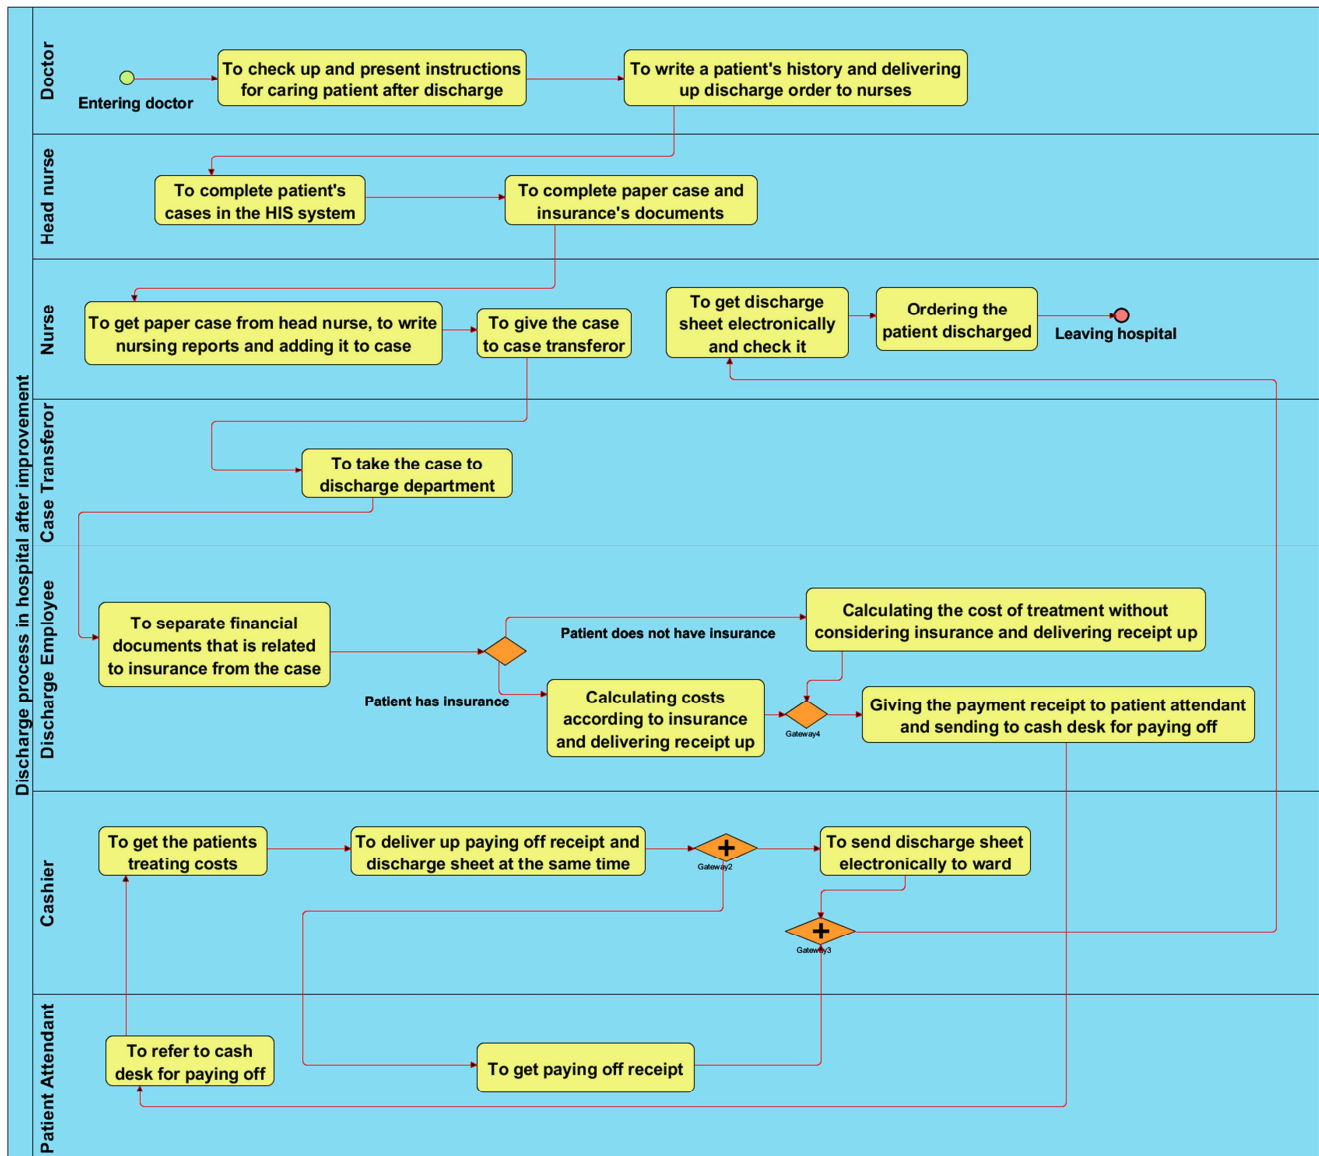 Discharge process in hospital after improvement
Doctor
Entering doctor
To check up and present instructions
for caring patient after discharge
To write a patient's history and delivering
up discharge order to nurses
Head nurse
To complete patient's
cases in the HIS system
To complete paper case and
insurance's documents
Nurse
To get paper case from head nurse, to write
nursing reports and adding it to case
To give the case
to case transferor
To get discharge
sheet electronically
and check it
Ordering the
patient discharged
Leaving hospital
Case Transferor
To take the case to
discharge department
Discharge Employee
To separate financial
documents that is related
to insurance from the case
Patient does not have insurance
Patient has insurance
Calculating the cost of treatment without
considering insurance and delivering receipt up
Calculating costs
according to insurance
and delivering receipt up
Gateway4
Giving the payment receipt to patient attendant
and sending to cash desk for paying off
Cashier
To get the patients
treating costs
To deliver up paying off receipt and
discharge sheet at the same time
Gateway2
To send discharge sheet
electronically to ward
Gateway3
Patient Attendant
To refer to cash
desk for paying off
To get paying off receipt